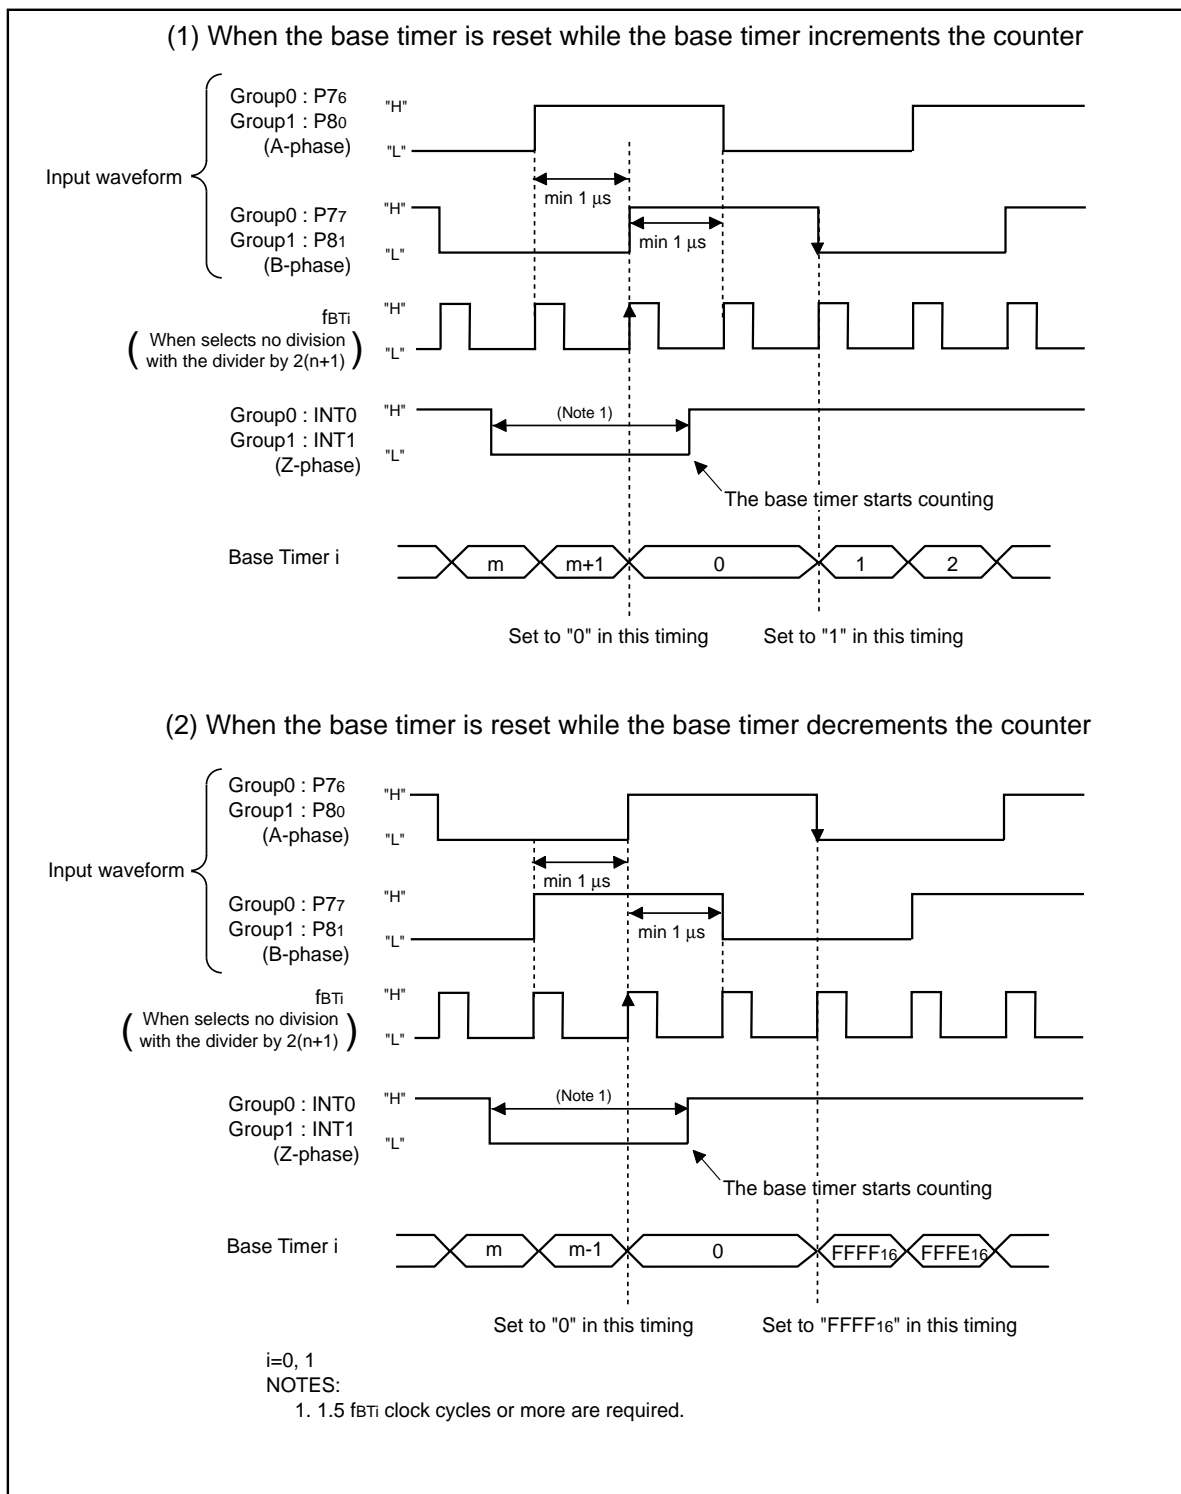 (1) When the base timer is reset while the base timer increments the counter
Input waveform
Group0 : P76
Group1 : P80
(A-phase)
"H"
"L"
min 1 μs
Group0 : P77
Group1 : P81
(B-phase)
"H"
"L"
min 1 μs
fBTi
(When selects no division
with the divider by 2(n+1))
"H"
"L"
Group0 : INT0
Group1 : INT1
(Z-phase)
"H"
"L"
(Note 1)
The base timer starts counting
Base Timer i
m
m+1
0
1
2
Set to "0" in this timing
Set to "1" in this timing
(2) When the base timer is reset while the base timer decrements the counter
Input waveform
Group0 : P76
Group1 : P80
(A-phase)
"H"
"L"
min 1 μs
Group0 : P77
Group1 : P81
(B-phase)
"H"
"L"
min 1 μs
fBTi
(When selects no division
with the divider by 2(n+1))
"H"
"L"
Group0 : INT0
Group1 : INT1
(Z-phase)
"H"
"L"
(Note 1)
The base timer starts counting
Base Timer i
m
m-1
0
FFFF16
FFFE16
Set to "0" in this timing
Set to "FFFF16" in this timing
i=0, 1
NOTES:
1. 1.5 fBTi clock cycles or more are required.